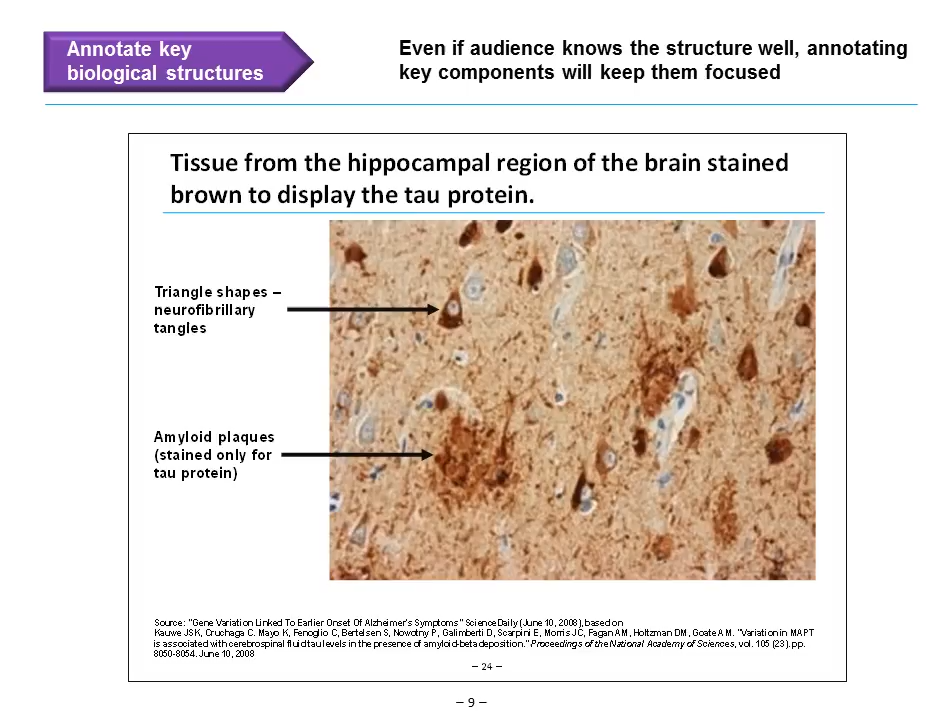 Annotate key
biological structures
Even if audience knows the structure well, annotating
key components will keep them focused
Tissue from the hippocampal region of the brain stained
brown to display the tau protein.
Triangle shapes –
neurofibrillary
tangles
Amyloid plaques
(stained only for
tau protein)
Source: "Gene Variation Linked To Earlier Onset Of Alzheimer's Symptoms." ScienceDaily (June 10, 2008), based on
Kauwe JSK, Cruchaga C. Mayo K, Fenoglio C, Bertelsen S, Nowotny P, Galimberti D, Scarpini E, Morris JC, Fagan AM, Holtzman DM, Goate AM. "Variation in MAPT
is associated with cerebrospinal fluid tau levels in the presence of amyloid-beta deposition." Proceedings of the National Academy of Sciences, vol. 105 (23). pp.
8050-8054. June 10, 2008
– 24 –
– 9 –